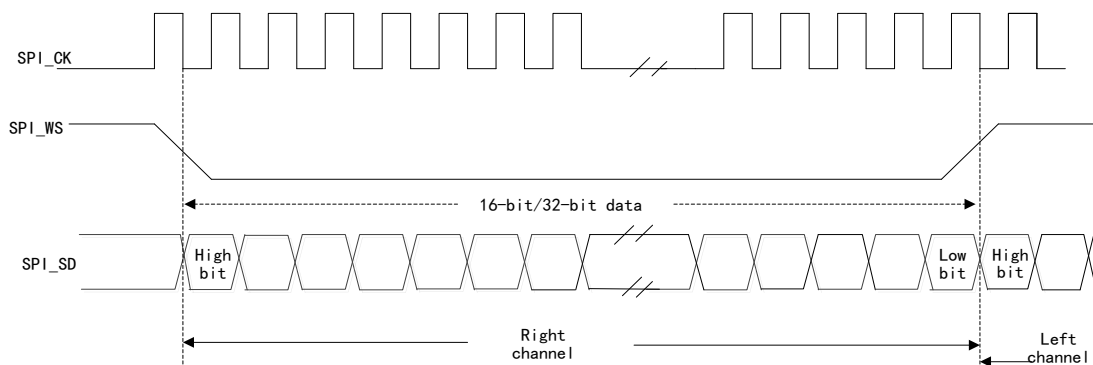 SPI_CK
SPI_WS
16-bit/32-bit data
SPI_SD
High
bit
Low
bit
High
bit
Right
channel
Left
channel